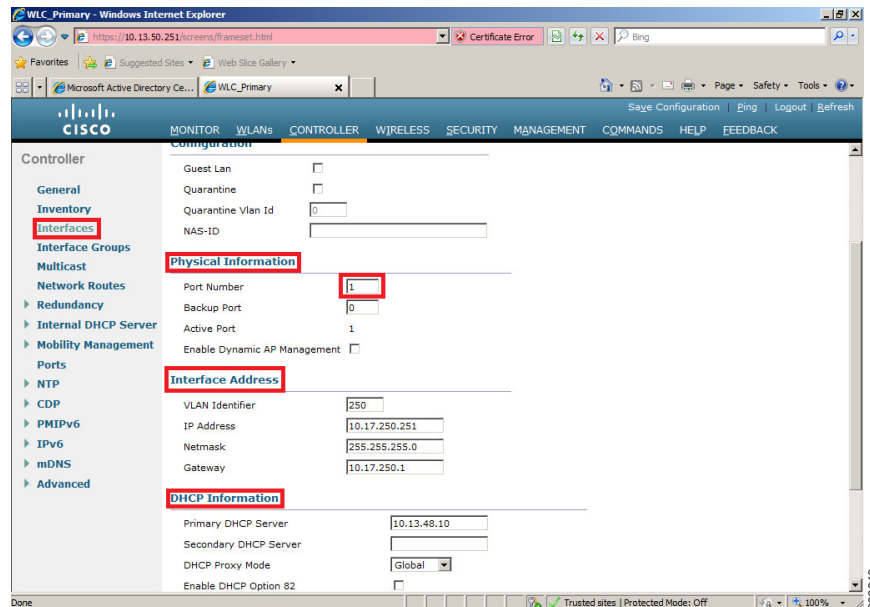 WLC_Primary - Windows Internet Explorer
https://10.13.50.251/screens/frameset.html
Certificate Error
Bing
Favorites
Suggested Sites
Web Slice Gallery
Microsoft Active Directory Ce...
WLC_Primary
Page
Safety
Tools
Save Configuration | Ping | Logout | Refresh
CISCO
MONITOR WLANs CONTROLLER WIRELESS SECURITY MANAGEMENT COMMANDS HELP FEEDBACK
Controller
General
Inventory
Interfaces
Interface Groups
Multicast
Network Routes
Redundancy
Internal DHCP Server
Mobility Management
Ports
NTP
CDP
PMIPv6
IPv6
mDNS
Advanced
Configuration
Guest Lan
Quarantine
Quarantine Vlan Id 0
NAS-ID
Physical Information
Port Number 1
Backup Port 0
Active Port 1
Enable Dynamic AP Management
Interface Address
VLAN Identifier 250
IP Address 10.17.250.251
Netmask 255.255.255.0
Gateway 10.17.250.1
DHCP Information
Primary DHCP Server 10.13.48.10
Secondary DHCP Server
DHCP Proxy Mode Global
Enable DHCP Option 82
Done
Trusted sites | Protected Mode: Off
100%